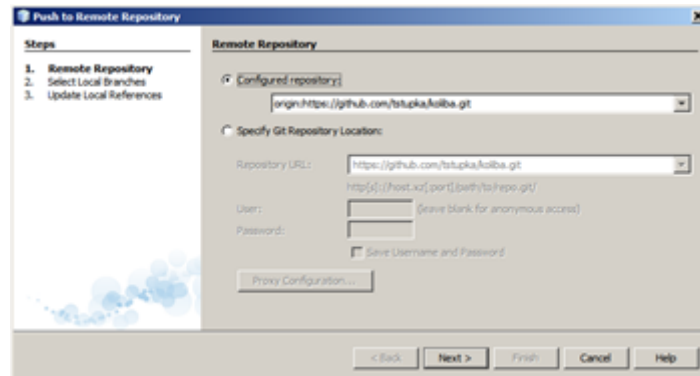 Push to Remote Repository
Steps
1. Remote Repository
2. Select Local Branches
3. Update Local References
Remote Repository
Configured repository:
origin:https://github.com/tstupka/koliba.git
Specify Git Repository Location:
Repository URL: https://github.com/tstupka/koliba.git
http[s]://host.xz[:port]/path/to/repo.git/
User: (leave blank for anonymous access)
Password:
Save Username and Password
Proxy Configuration...
< Back Next > Finish Cancel Help